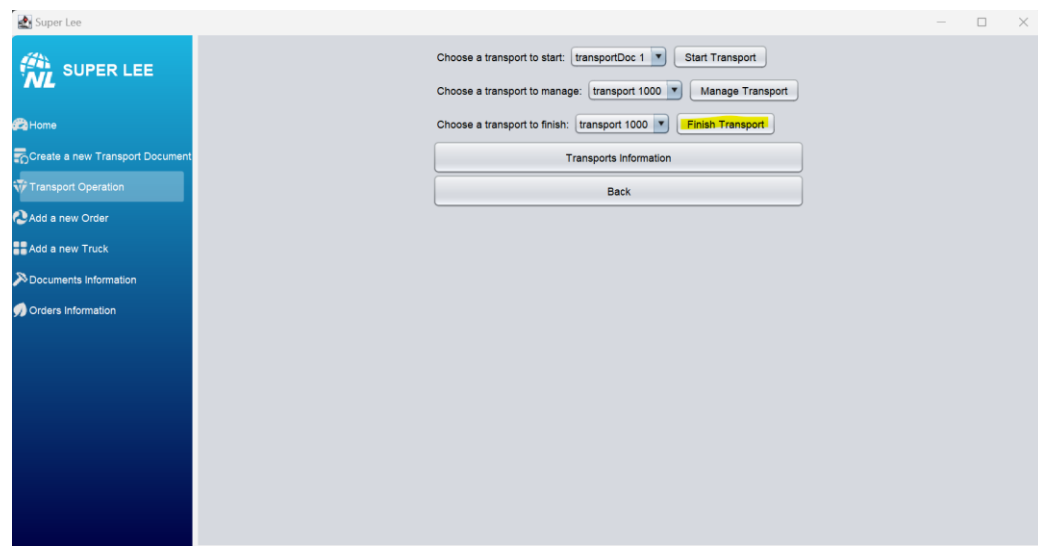 Super Lee
NL SUPER LEE
Home
Create a new Transport Document
Transport Operation
Add a new Order
Add a new Truck
Documents Information
Orders Information
Choose a transport to start: transportDoc 1 Start Transport
Choose a transport to manage: transport 1000 Manage Transport
Choose a transport to finish: transport 1000 Finish Transport
Transports Information
Back